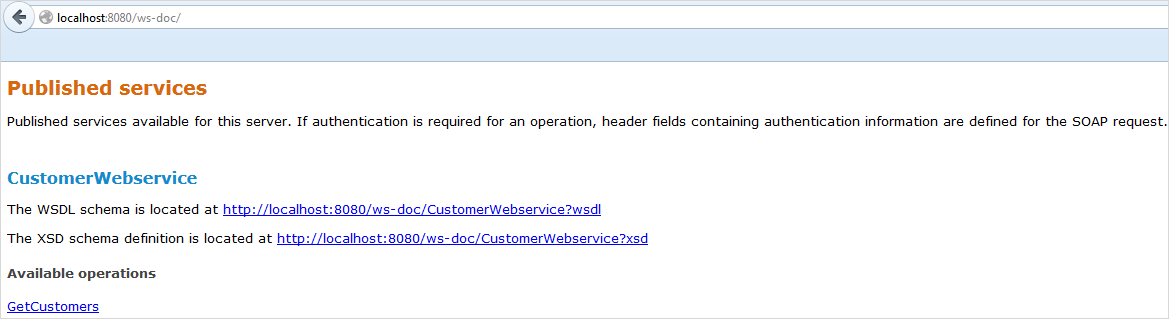 localhost:8080/ws-doc/
Published services
Published services available for this server. If authentication is required for an operation, header fields containing authentication information are defined for the SOAP request.
CustomerWebservice
The WSDL schema is located at http://localhost:8080/ws-doc/CustomerWebservice?wsdl
The XSD schema definition is located at http://localhost:8080/ws-doc/CustomerWebservice?xsd
Available operations
GetCustomers